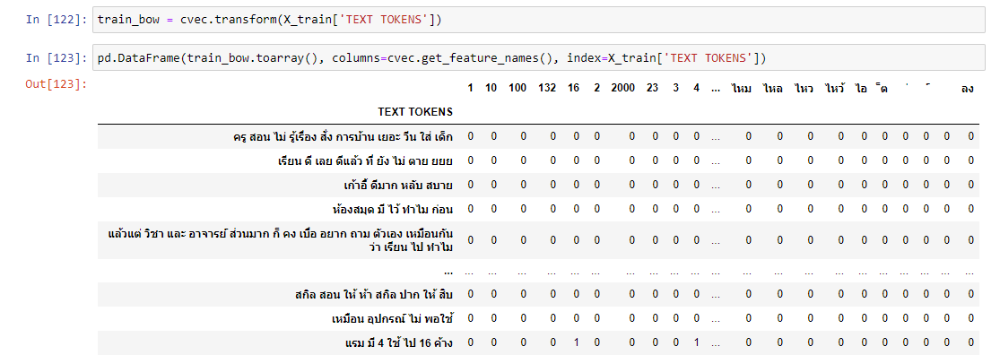 In [122]: train_bow = cvec.transform(X_train['TEXT TOKENS'])
In [123]: pd.DataFrame(train_bow.toarray(), columns=cvec.get_feature_names(), index=X_train['TEXT TOKENS'])
Out[123]:
1 10 100 132 16 2 2000 23 3 4 ... ไหม ไหล ไหว ไหว้ ไอ ็ต ่ ์ ลง
TEXT TOKENS
ครู สอน ไม่ รู้เรื่อง สั่ง การบ้าน เยอะ วีน ใส่ เด็ก 0 0 0 0 0 0 0 0 0 0 ... 0 0 0 0 0 0 0 0 0 0
เรียน ดี เลย ดีแล้ว ที่ ยัง ไม่ ตาย ยยย 0 0 0 0 0 0 0 0 0 0 ... 0 0 0 0 0 0 0 0 0 0
เก้าอี้ ดีมาก หลับ สบาย 0 0 0 0 0 0 0 0 0 0 ... 0 0 0 0 0 0 0 0 0 0
ห้องสมุด มี ไว้ ทำไม ก่อน 0 0 0 0 0 0 0 0 0 0 ... 0 0 0 0 0 0 0 0 0 0
แล้วแต่ วิชา และ อาจารย์ ส่วนมาก ก็ คง เบื่อ อยาก ถาม ตัวเอง เหมือนกัน
ว่า เรียน ไป ทำไม 0 0 0 0 0 0 0 0 0 0 ... 0 0 0 0 0 0 0 0 0 0
... ... ... ... ... ... ... ... ... ... ... ... ... ... ... ... ... ... ... ... ... ...
สกิล สอน ให้ ห้า สกิล ปาก ให้ สิบ 0 0 0 0 0 0 0 0 0 0 ... 0 0 0 0 0 0 0 0 0 0
เหมือน อุปกรณ์ ไม่ พอใช้ 0 0 0 0 0 0 0 0 0 0 ... 0 0 0 0 0 0 0 0 0 0
แรม มี 4 ใช้ ไป 16 ค้าง 0 0 0 0 1 0 0 0 0 1 ... 0 0 0 0 0 0 0 0 0 0